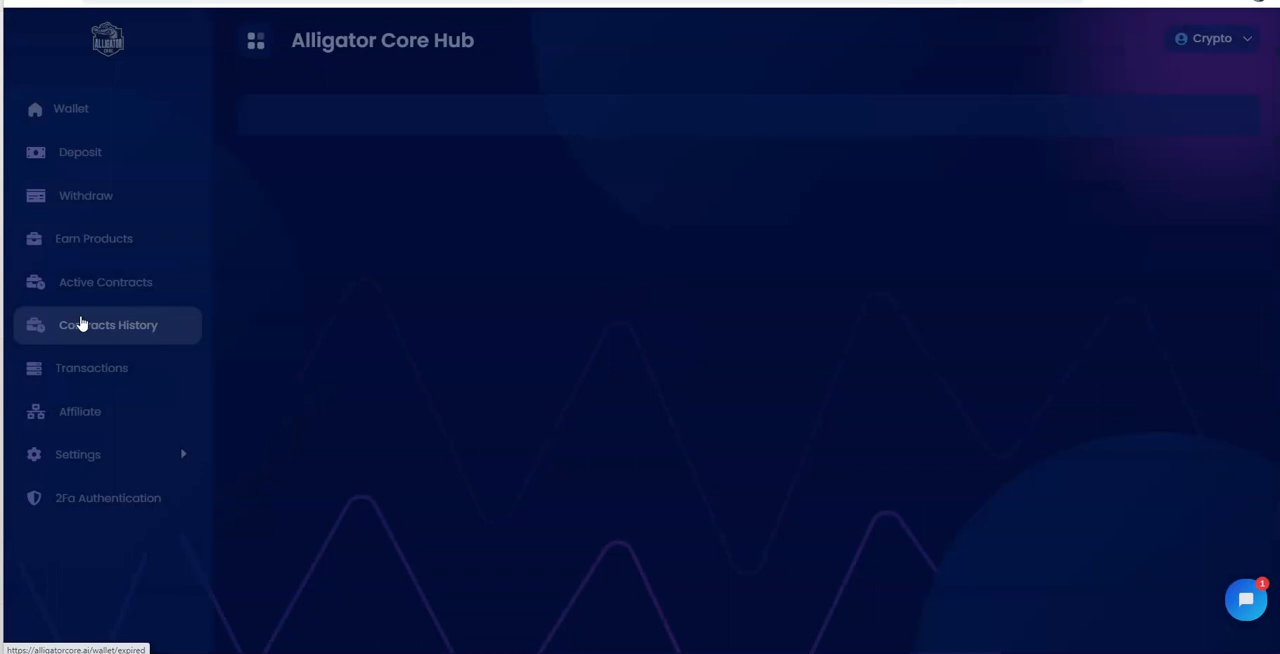 ALLIGATOR
Alligator Core Hub
Crypto
Wallet
Deposit
Withdraw
Earn Products
Active Contracts
Contracts History
Transactions
Affiliate
Settings
2Fa Authentication
1
https://alligatorcore.ai/wallet/expired